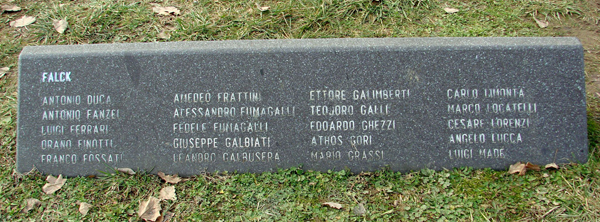 FALCK
ANTONIO DUCA AMEDEO FRATTINI ETTORE GALIMBERTI CARLO LIMONTA
ANTONIO FANZEL ALESSANDRO FUMAGALLI TEODORO GALLI MARCO LOCATELLI
LUIGI FERRARI FEDELE FUMAGALLI EDOARDO GHEZZI CESARE LORENZI
ORANO FINOTTI GIUSEPPE GALBIATI ATHOS GORI ANGELO LUCCA
FRANCO FOSSATI LEANDRO GALBUSERA MARIO GRASSI LUIGI MADE